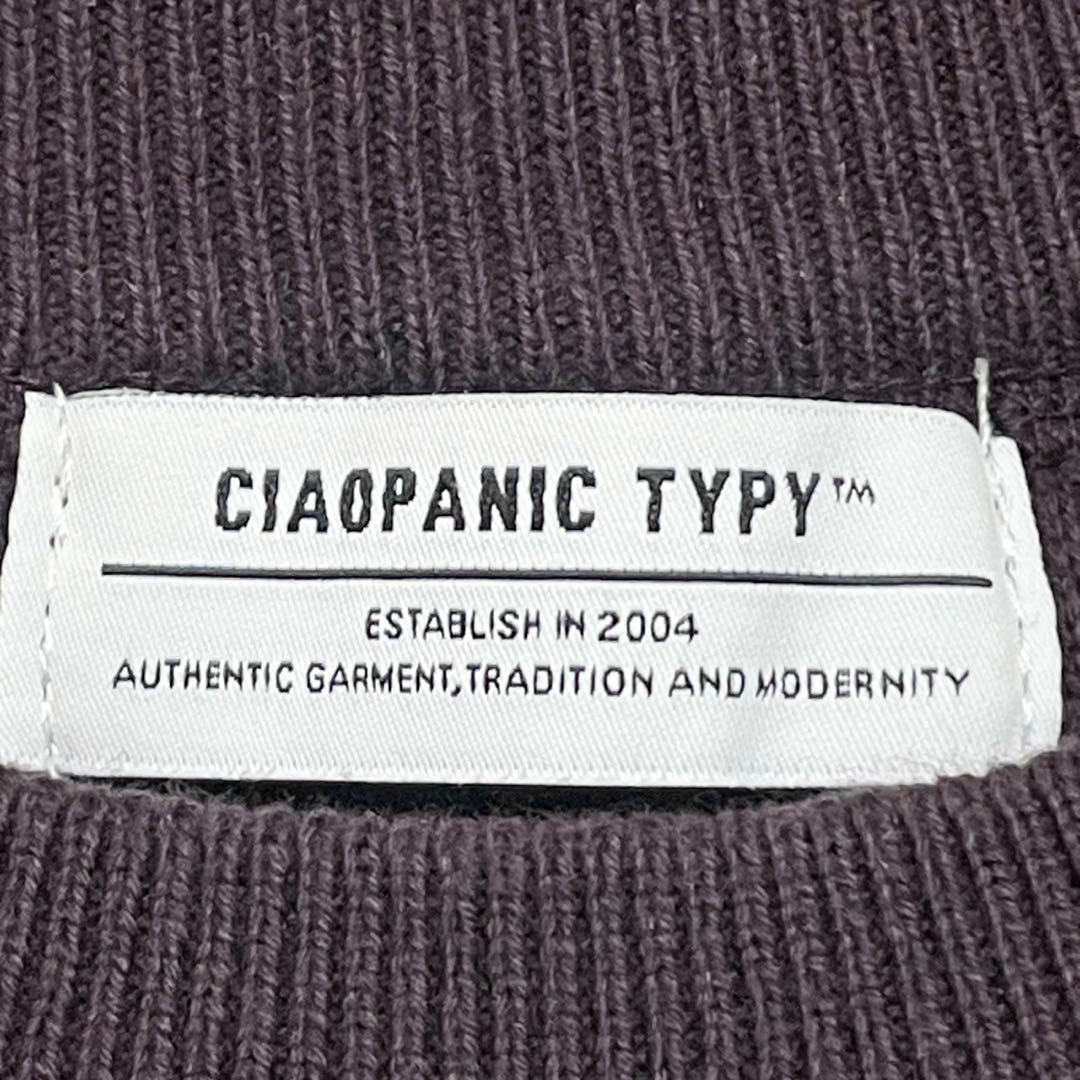 CIAOPANIC TYPY™
ESTABLISH IN 2004
AUTHENTIC GARMENT,TRADITION AND MODERNITY